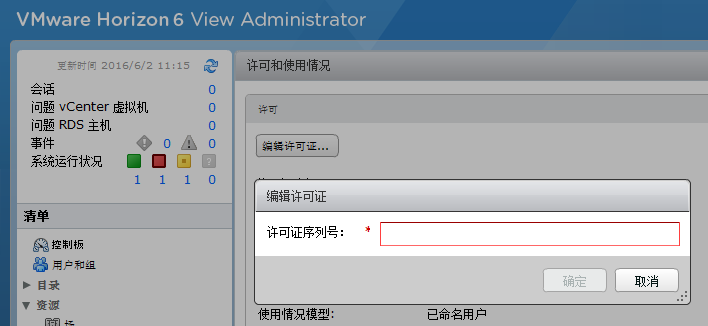 VMware Horizon 6 View Administrator
更新时间 2016/6/2 11:15
会话 0
问题 vCenter 虚拟机 0
问题 RDS 主机 0
事件 0 0
系统运行状况
1 1 1 0
清单
控制板
用户和组
目录
资源
许可和使用情况
许可
编辑许可证...
编辑许可证
许可证序列号： *
确定 取消
使用情况模型： 已命名用户